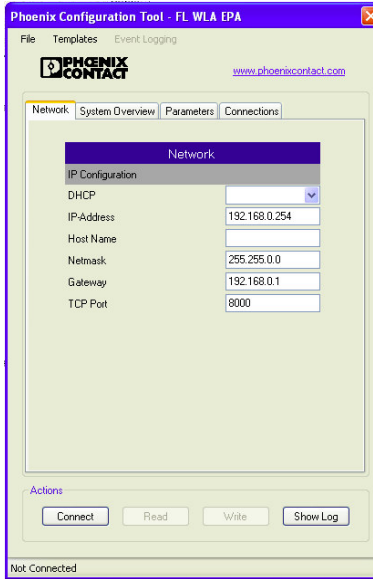 Phoenix Configuration Tool - FL WLA EPA
File Templates Event Logging
PHŒNIX
CONTACT
www.phoenixcontact.com
Network System Overview Parameters Connections
Network
IP Configuration
DHCP
IP-Address 192.168.0.254
Host Name
Netmask 255.255.0.0
Gateway 192.168.0.1
TCP Port 8000
Actions
Connect Read Write Show Log
Not Connected